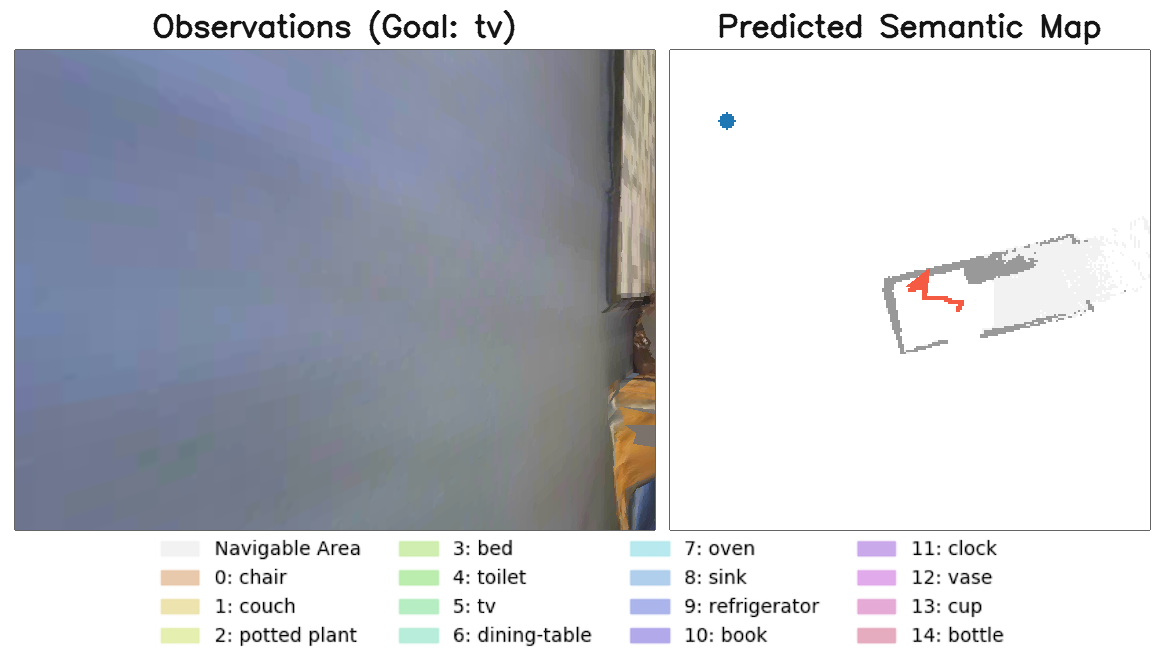 Observations (Goal: tv)
Predicted Semantic Map
Navigable Area
0: chair
1: couch
2: potted plant
3: bed
4: toilet
5: tv
6: dining-table
7: oven
8: sink
9: refrigerator
10: book
11: clock
12: vase
13: cup
14: bottle